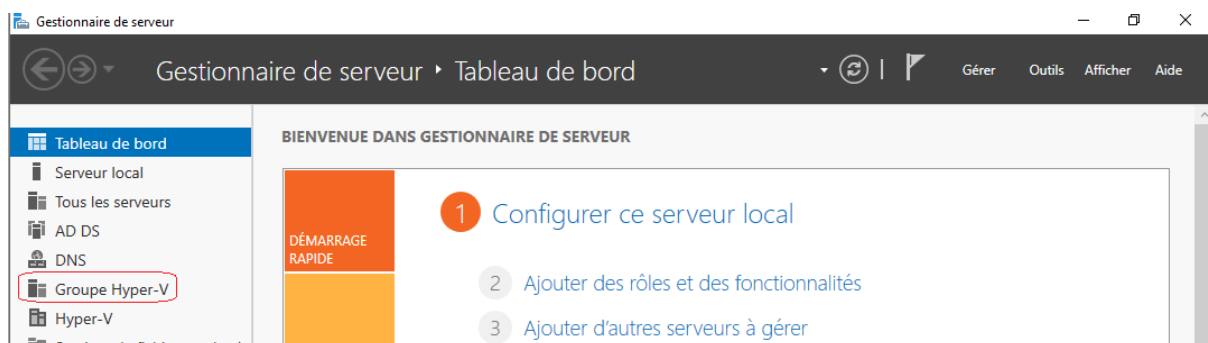 Gestionnaire de serveur
Gestionnaire de serveur ‣ Tableau de bord
Gérer Outils Afficher Aide
Tableau de bord
Serveur local
Tous les serveurs
AD DS
DNS
Groupe Hyper-V
Hyper-V
BIENVENUE DANS GESTIONNAIRE DE SERVEUR
DÉMARRAGE
RAPIDE
1 Configurer ce serveur local
2 Ajouter des rôles et des fonctionnalités
3 Ajouter d'autres serveurs à gérer